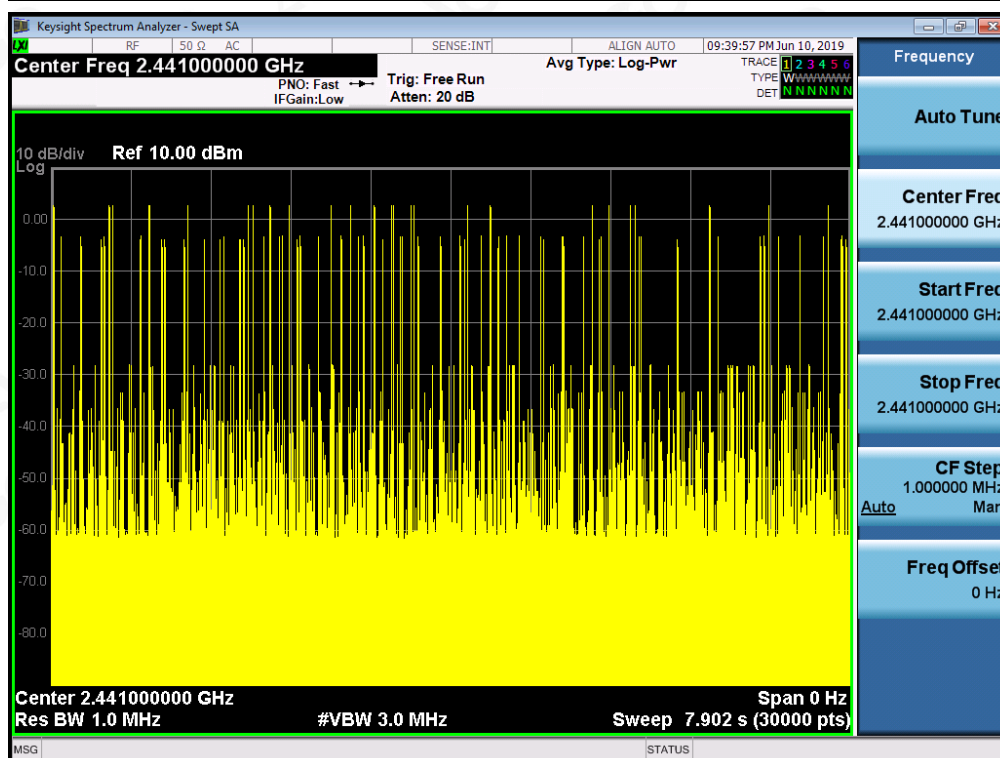 Keysight Spectrum Analyzer - Swept SA
LXI RF 50 Ω AC SENSE:INT ALIGN AUTO 09:39:57 PM Jun 10, 2019
Center Freq 2.441000000 GHz
PNO: Fast
IFGain:Low
Trig: Free Run
Atten: 20 dB
Avg Type: Log-Pwr
TRACE 1 2 3 4 5 6
TYPE WWWWWW
DET N N N N N N
10 dB/div Ref 10.00 dBm
Log
0.00
-10.0
-20.0
-30.0
-40.0
-50.0
-60.0
-70.0
-80.0
Center 2.441000000 GHz
Span 0 Hz
Res BW 1.0 MHz
#VBW 3.0 MHz
Sweep 7.902 s (30000 pts)
MSG
STATUS
Frequency
Auto Tune
Center Freq
2.441000000 GHz
Start Freq
2.441000000 GHz
Stop Freq
2.441000000 GHz
CF Step
1.000000 MHz
Auto Man
Freq Offset
0 Hz